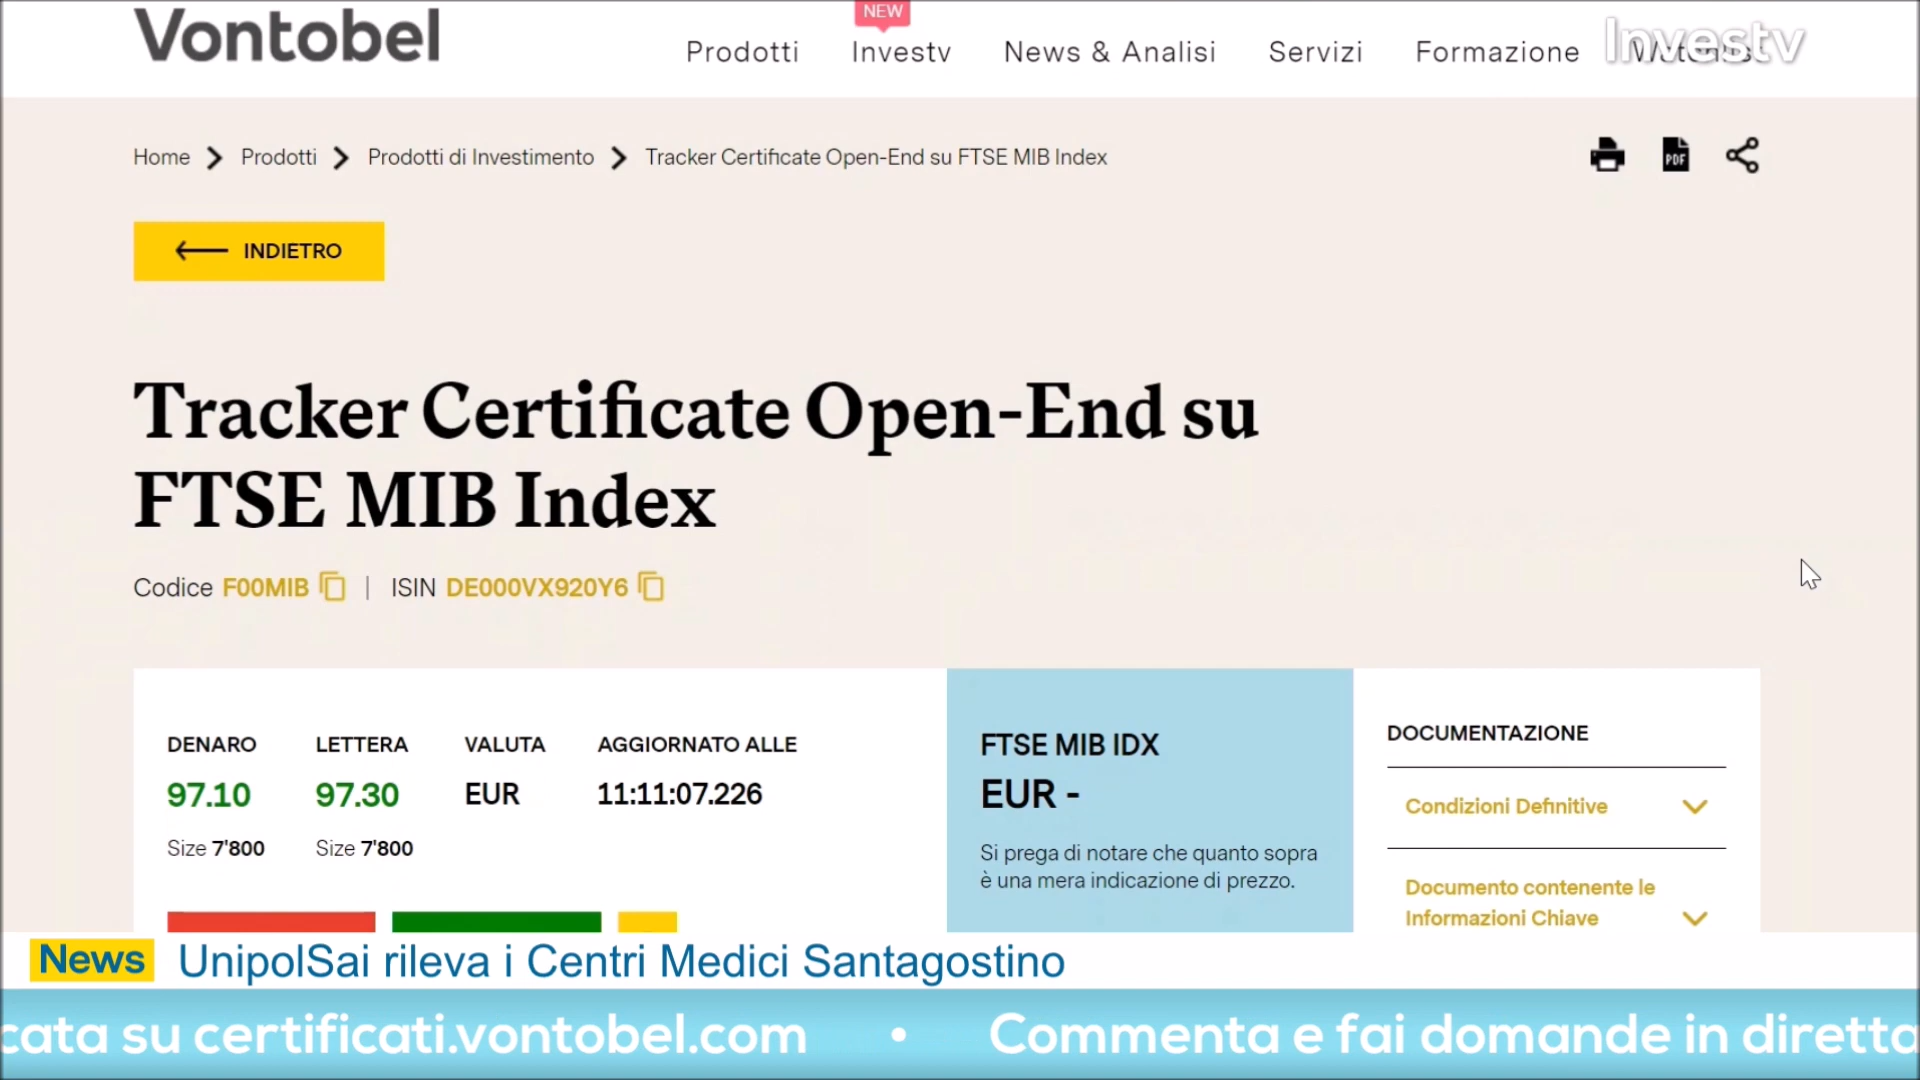 Vontobel
NEW
Prodotti Investv News & Analisi Servizi Formazione
Investv
Home Prodotti Prodotti di Investimento Tracker Certificate Open-End su FTSE MIB Index
PDF
INDIETRO
Tracker Certificate Open-End su
FTSE MIB Index
Codice F00MIB | ISIN DE000VX920Y6
DENARO LETTERA VALUTA AGGIORNATO ALLE
97.10 97.30 EUR 11:11:07.226
Size 7'800 Size 7'800
FTSE MIB IDX
EUR -
Si prega di notare che quanto sopra
è una mera indicazione di prezzo.
DOCUMENTAZIONE
Condizioni Definitive
Documento contenente le
Informazioni Chiave
News UnipolSai rileva i Centri Medici Santagostino
cata su certificati.vontobel.com • Commenta e fai domande in diretta